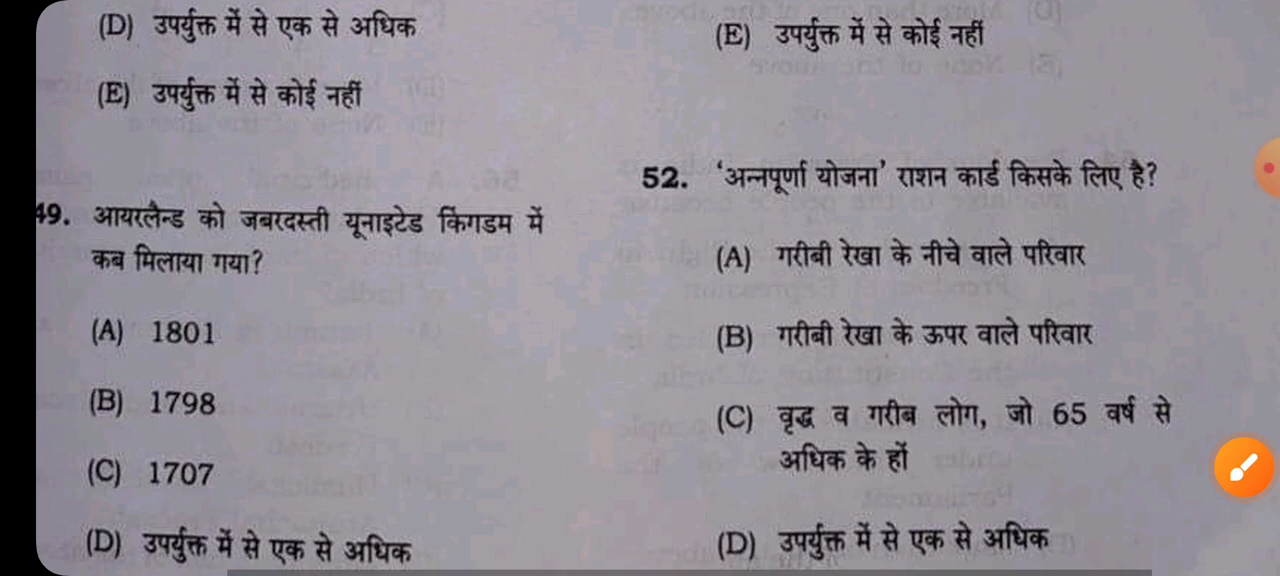 (D) उपर्युक्त में से एक से अधिक
(E) उपर्युक्त में से कोई नहीं
49. आयरलैन्ड को जबरदस्ती यूनाइटेड किंगडम में
कब मिलाया गया?
(A) 1801
(B) 1798
(C) 1707
(D) उपर्युक्त में से एक से अधिक
(E) उपर्युक्त में से कोई नहीं
52. ‘अन्नपूर्णा योजना’ राशन कार्ड किसके लिए है?
(A) गरीबी रेखा के नीचे वाले परिवार
(B) गरीबी रेखा के ऊपर वाले परिवार
(C) वृद्ध व गरीब लोग, जो 65 वर्ष से
अधिक के हों
(D) उपर्युक्त में से एक से अधिक